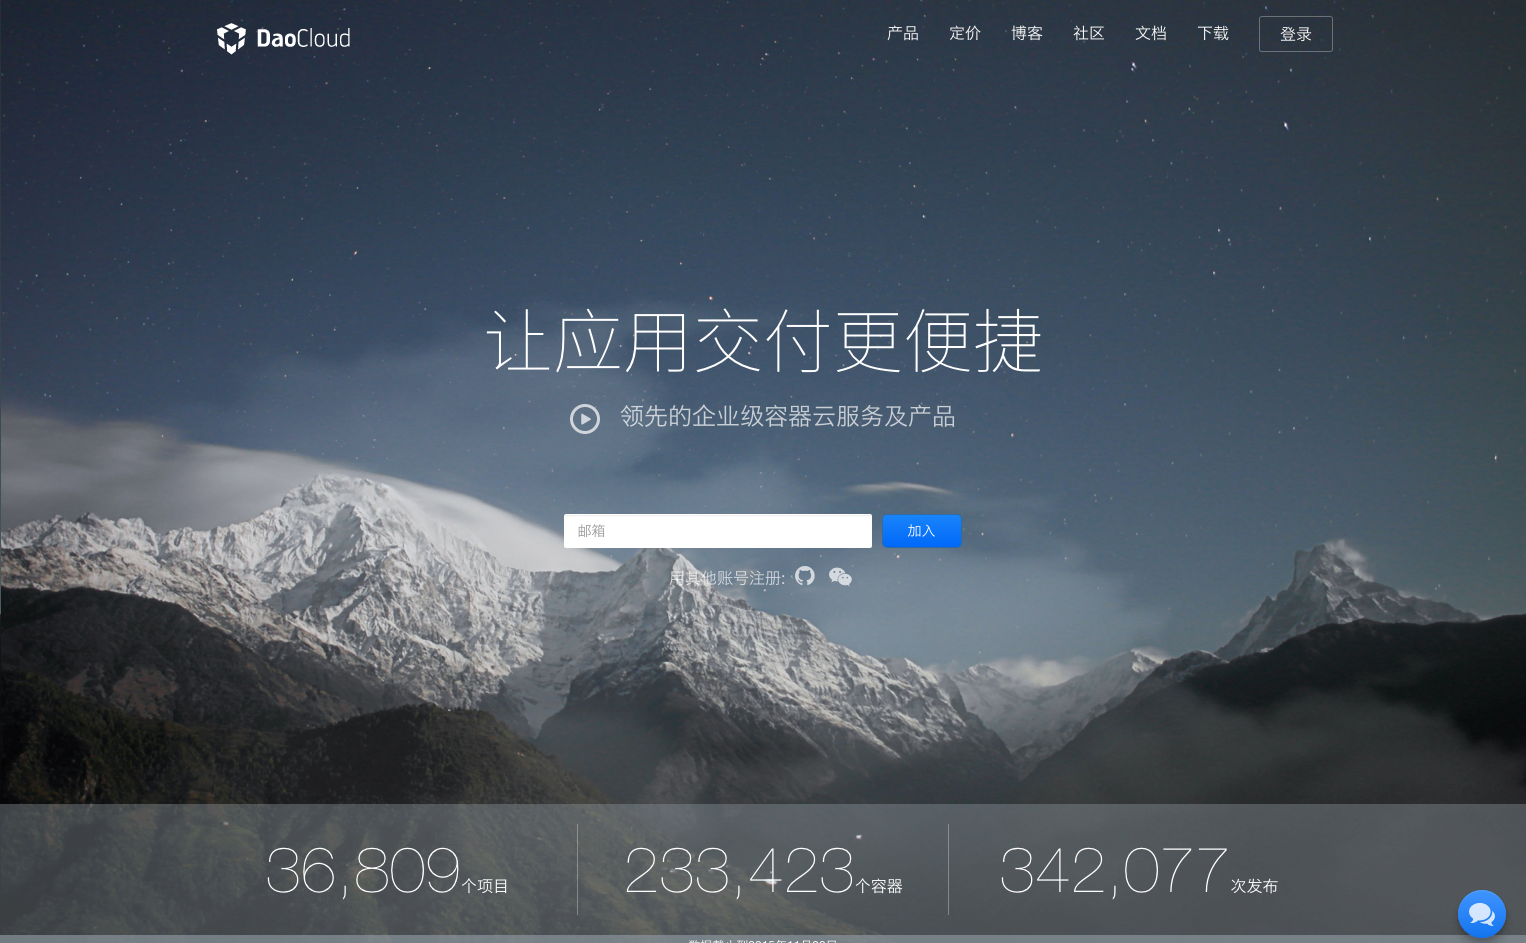 DaoCloud
产品 定价 博客 社区 文档 下载 登录
让应用交付更便捷
领先的企业级容器云服务及产品
邮箱 加入
用其他账号注册:
36,809个项目 233,423个容器 342,077次发布